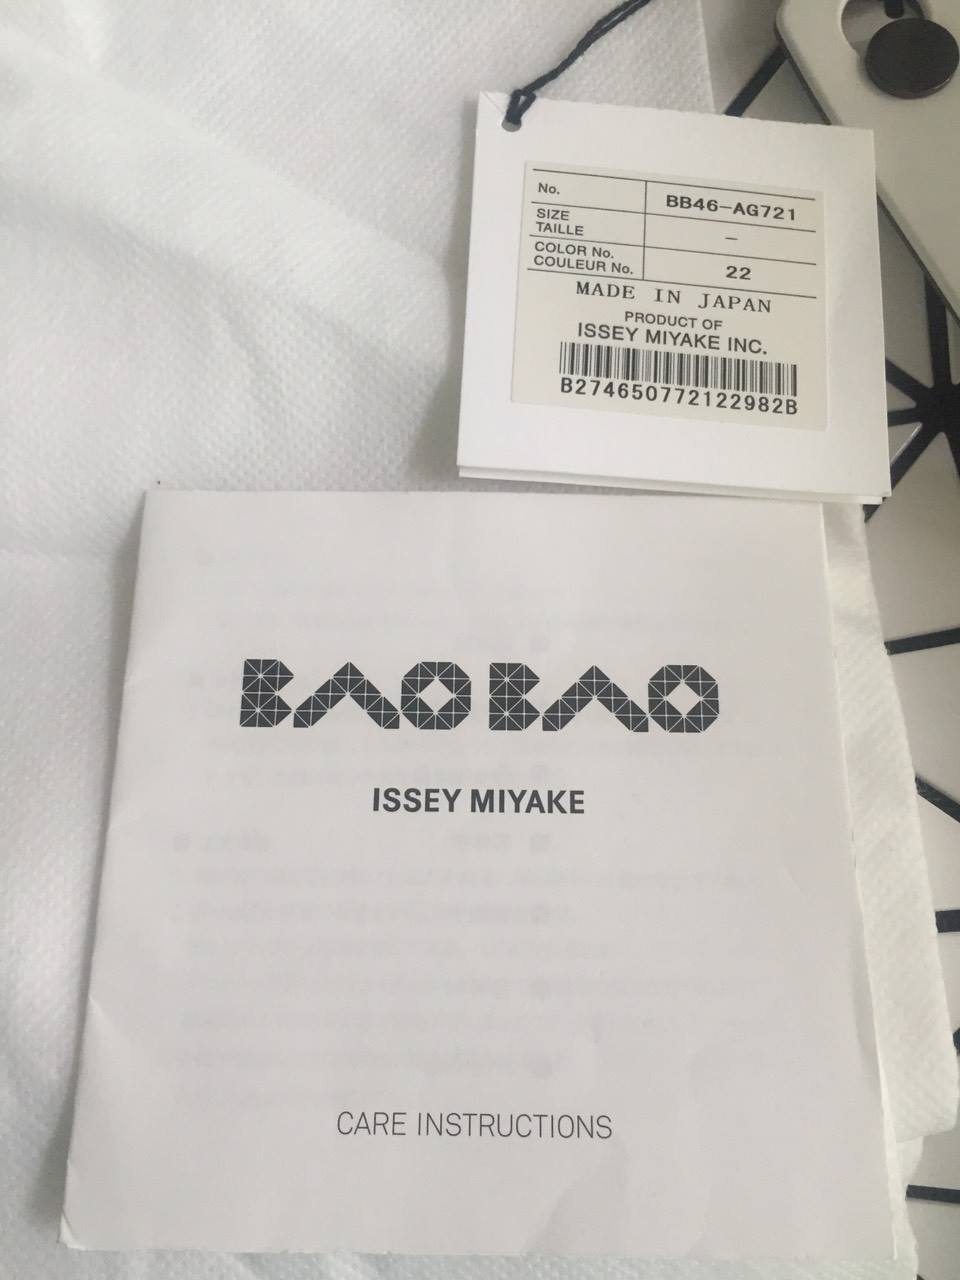 No. BB46-AG721
SIZE
TAILLE –
COLOR No.
COULEUR No. 22
MADE IN JAPAN
PRODUCT OF
ISSEY MIYAKE INC.
B274650772122982B
BAO BAO
ISSEY MIYAKE
CARE INSTRUCTIONS